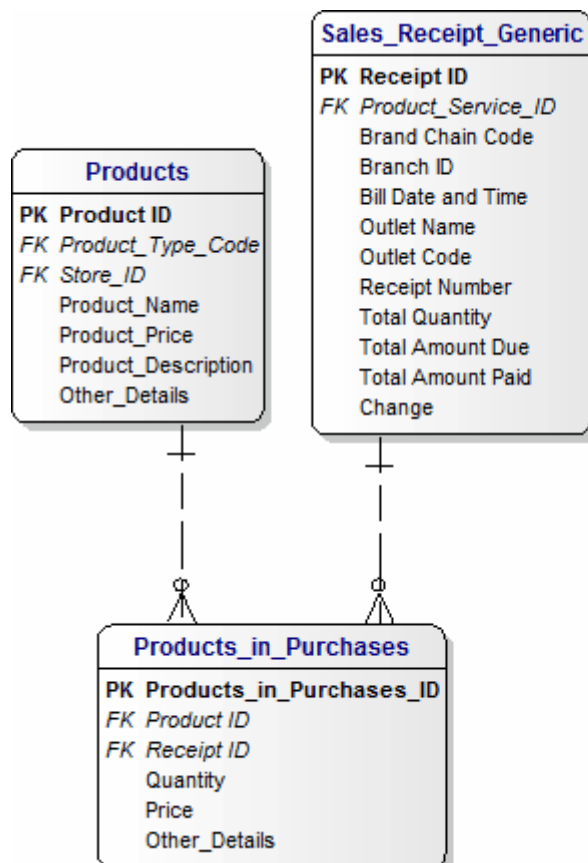 Sales_Receipt_Generic
PK Receipt ID
FK Product_Service_ID
Brand Chain Code
Branch ID
Bill Date and Time
Outlet Name
Outlet Code
Receipt Number
Total Quantity
Total Amount Due
Total Amount Paid
Change
Products
PK Product ID
FK Product_Type_Code
FK Store_ID
Product_Name
Product_Price
Product_Description
Other_Details
Products_in_Purchases
PK Products_in_Purchases_ID
FK Product ID
FK Receipt ID
Quantity
Price
Other_Details